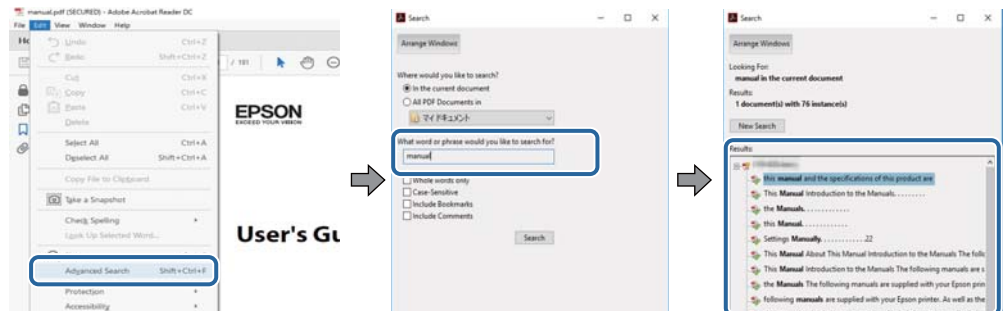 manual.pdf (SECURED) - Adobe Acrobat Reader DC
File Edit View Window Help
Undo Ctrl+Z
Redo Shift+Ctrl+Z
/ 181
Cut Ctrl+X
Copy Ctrl+C
Paste Ctrl+V
Delete
EPSON
EXCEED YOUR VISION
Select All Ctrl+A
Deselect All Shift+Ctrl+A
Copy File to Clipboard
Take a Snapshot
Check Spelling
Look Up Selected Word...
User's Gu
Advanced Search Shift+Ctrl+F
Protection
Accessibility
Search
Arrange Windows
Where would you like to search?
In the current document
All PDF Documents in
マイ ドキュメント
What word or phrase would you like to search for?
manual
Whole words only
Case-Sensitive
Include Bookmarks
Include Comments
Search
Search
Arrange Windows
Looking For:
manual in the current document
Results:
1 document(s) with 76 instance(s)
New Search
Results:
this manual and the specifications of this product are
This Manual Introduction to the Manuals. . . . . . . . .
the Manuals. . . . . . . . . . . . .
this Manual. . . . . . . . . . . . .
Settings Manually. . . . . . . . . . . . .22
This Manual About This Manual Introduction to the Manuals The follo
This Manual Introduction to the Manuals The following manuals are s
the Manuals The following manuals are supplied with your Epson prin
following manuals are supplied with your Epson printer. As well as the